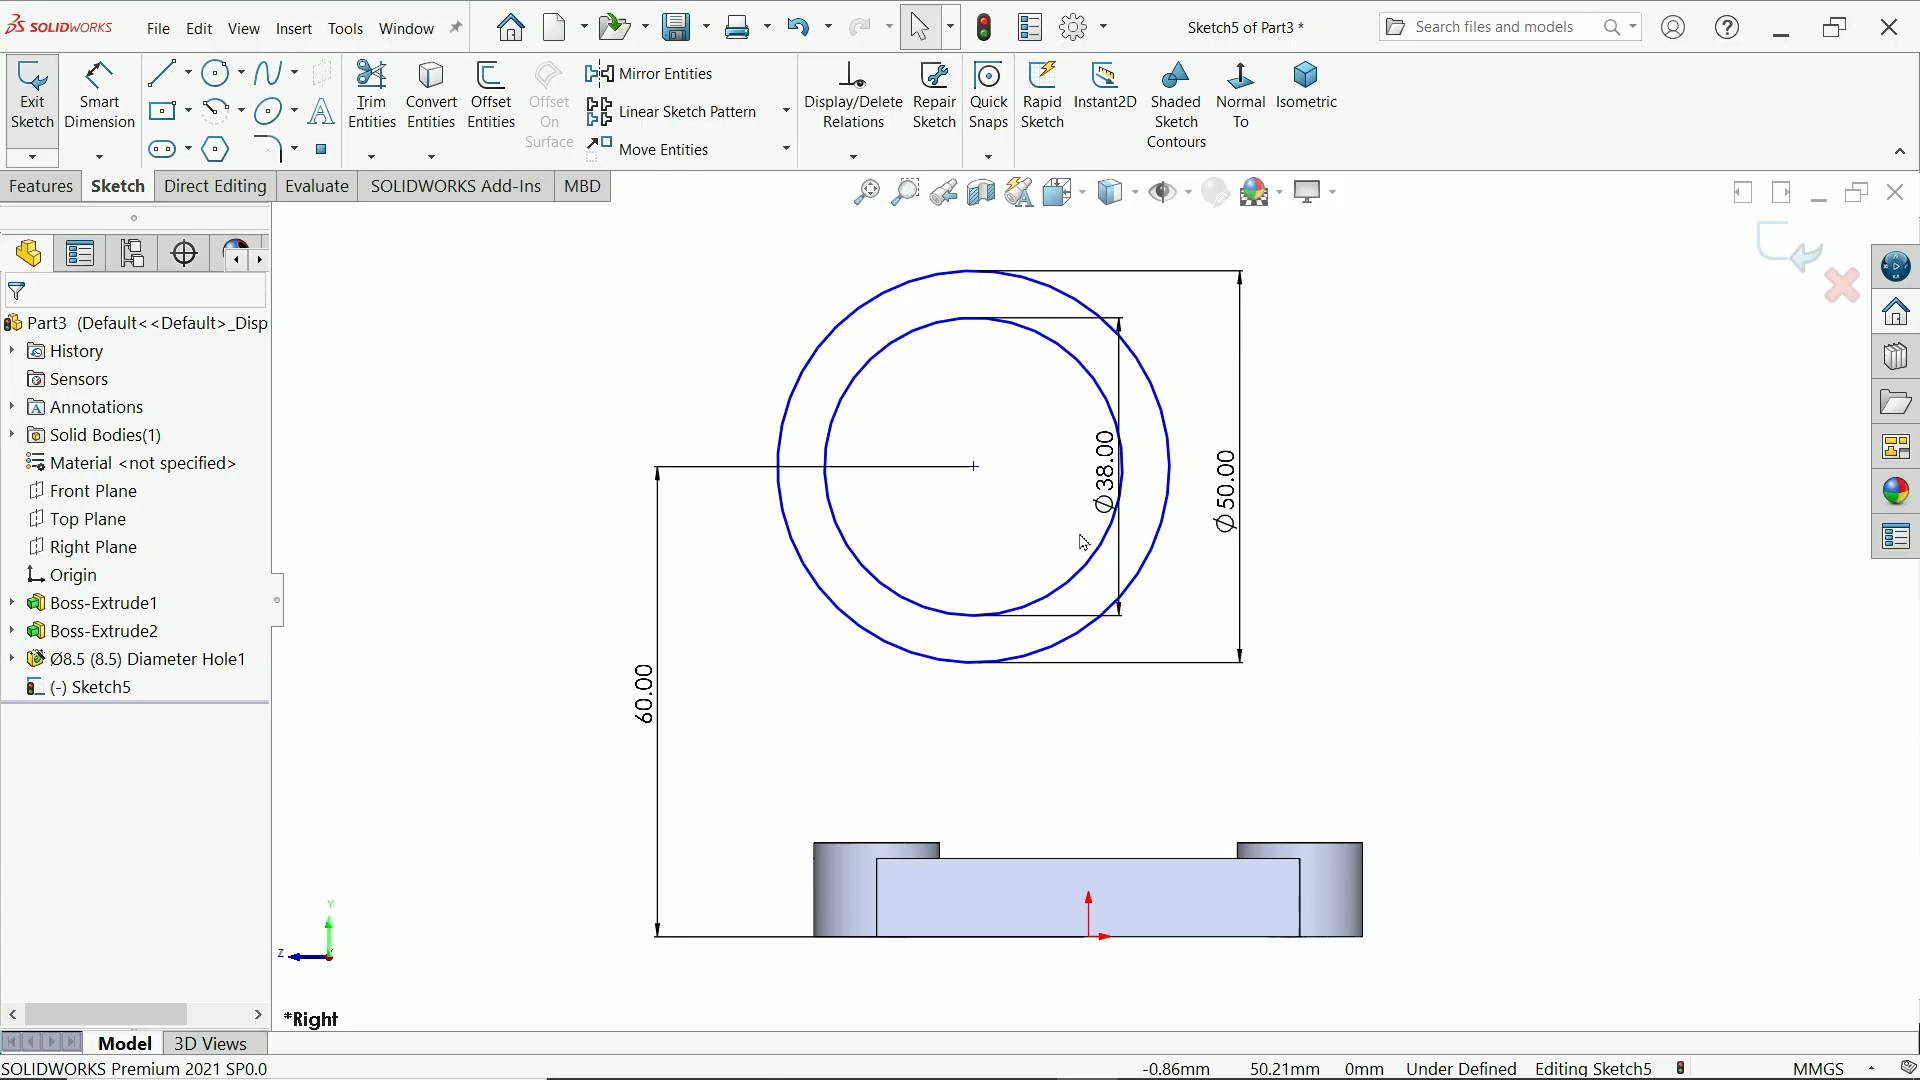 SOLIDWORKS File Edit View Insert Tools Window Sketch5 of Part3 * Search files and models
Exit Sketch
Smart Dimension
Trim Entities
Convert Entities
Offset Entities
Offset On Surface
Mirror Entities
Linear Sketch Pattern
Move Entities
Display/Delete Relations
Repair Sketch
Quick Snaps
Rapid Sketch
Instant2D
Shaded Sketch Contours
Normal To
Isometric
Features Sketch Direct Editing Evaluate SOLIDWORKS Add-Ins MBD
Part3 (Default<<Default>_Disp
History
Sensors
Annotations
Solid Bodies(1)
Material <not specified>
Front Plane
Top Plane
Right Plane
Origin
Boss-Extrude1
Boss-Extrude2
Ø8.5 (8.5) Diameter Hole1
(-) Sketch5
Ø38.00
Ø50.00
60.00
Y
Z
*Right
Model 3D Views
SOLIDWORKS Premium 2021 SP0.0 -0.86mm 50.21mm 0mm Under Defined Editing Sketch5 MMGS